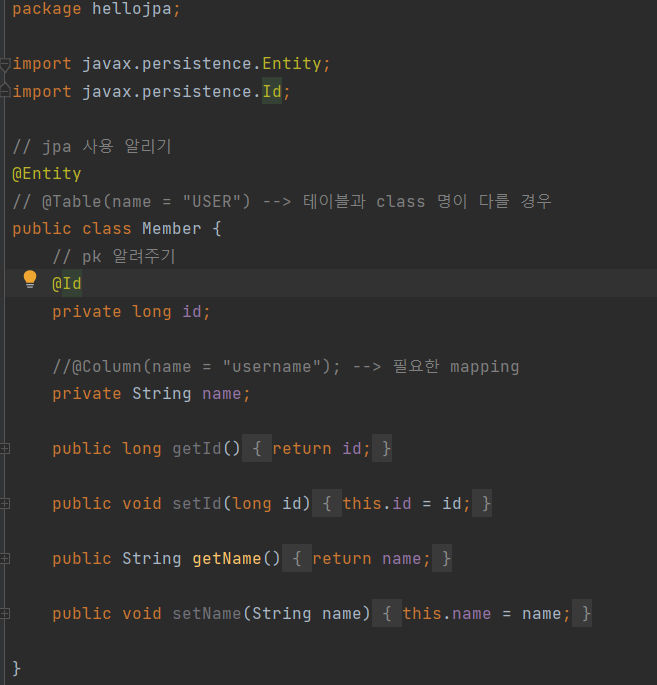 package hellojpa;
import javax.persistence.Entity;
import javax.persistence.Id;
// jpa 사용 알리기
@Entity
// @Table(name = "USER") --> 테이블과 class 명이 다를 경우
public class Member {
// pk 알려주기
@Id
private long id;
//@Column(name = "username"); --> 필요한 mapping
private String name;
public long getId() { return id; }
public void setId(long id) { this.id = id; }
public String getName() { return name; }
public void setName(String name) { this.name = name; }
}